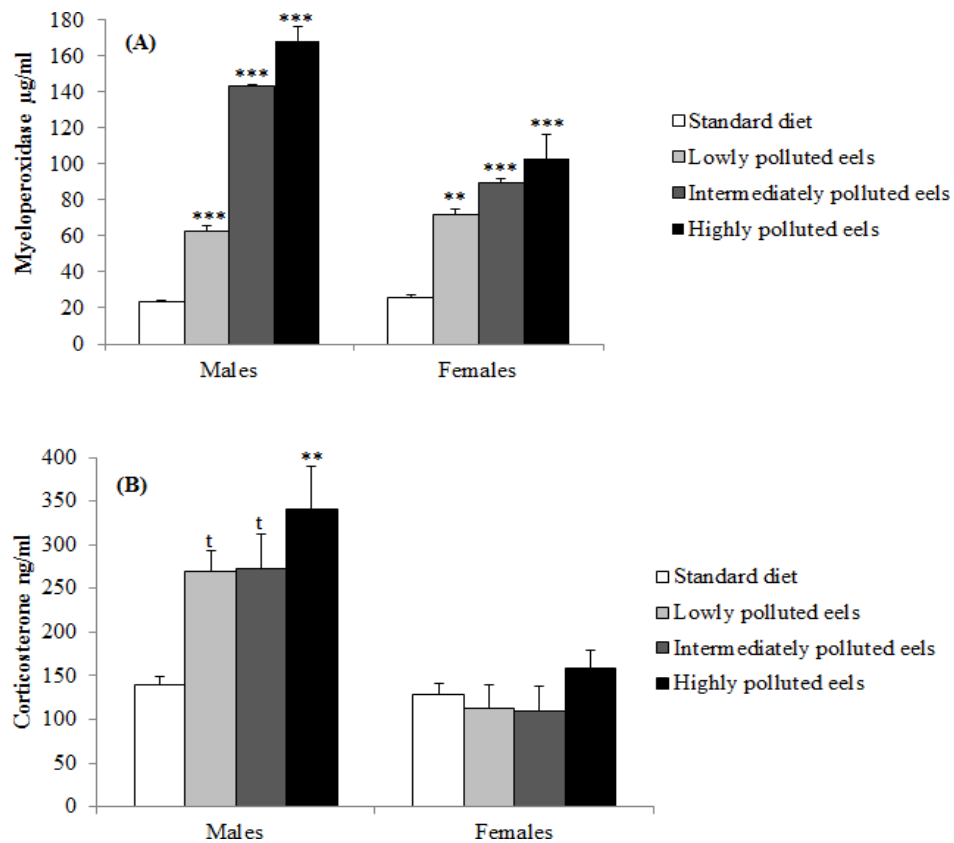 (A)
Myeloperoxidase µg/ml
180
160
140
120
100
80
60
40
20
0
***
***
***
**
***
***
Males
Females
Standard diet
Lowly polluted eels
Intermediately polluted eels
Highly polluted eels
(B)
Corticosterone ng/ml
400
350
300
250
200
150
100
50
0
t
t
**
Males
Females
Standard diet
Lowly polluted eels
Intermediately polluted eels
Highly polluted eels